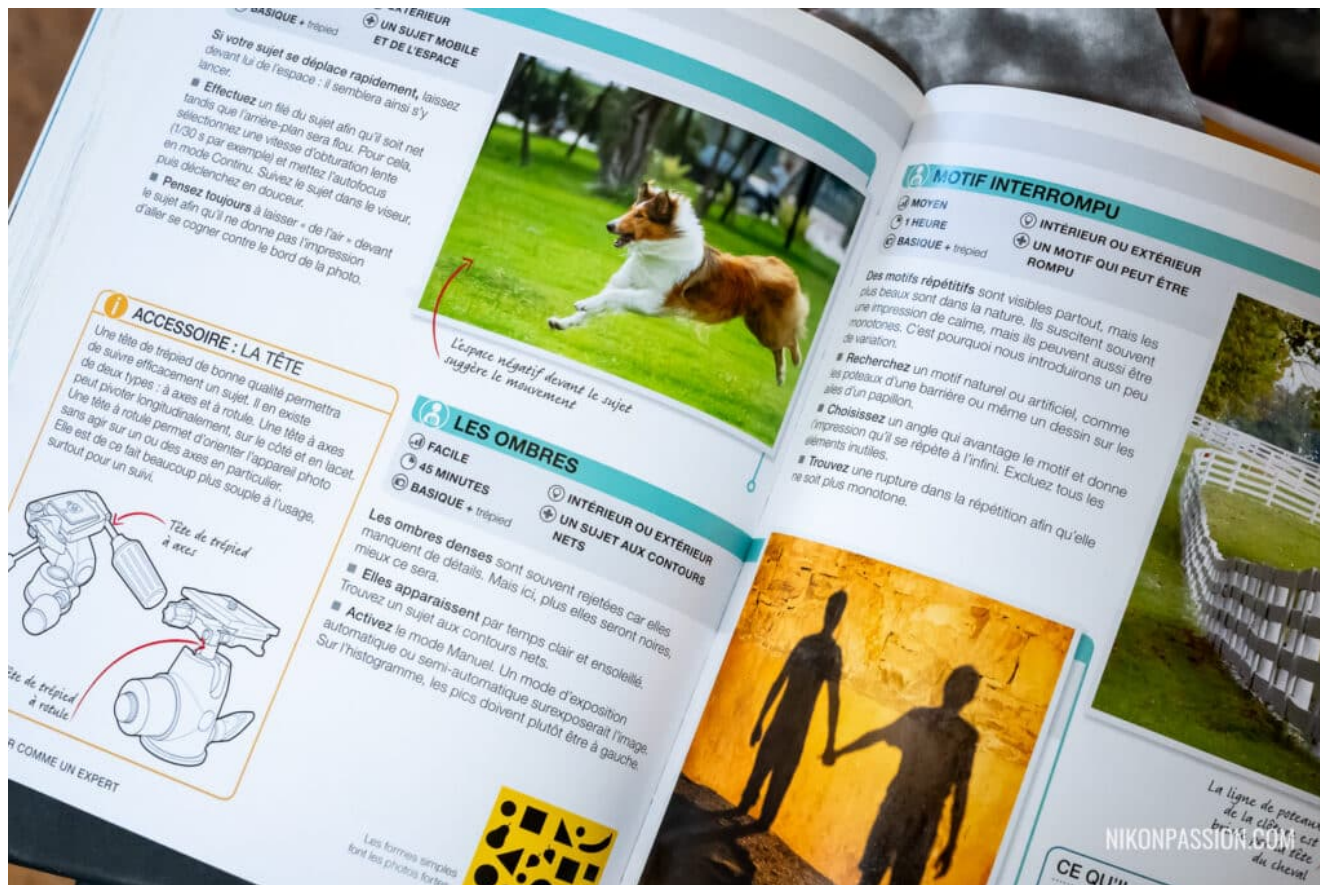 BASIQUE + trépied
EXTÉRIEUR
UN SUJET MOBILE
ET DE L'ESPACE
Si votre sujet se déplace rapidement, laissez
devant lui de l'espace : il semblera ainsi s'y
lancer.
■ Effectuez un filé du sujet afin qu'il soit net
tandis que l'arrière-plan sera flou. Pour cela,
sélectionnez une vitesse d'obturation lente
(1/30 s par exemple) et mettez l'autofocus
en mode Continu. Suivez le sujet dans le viseur,
puis déclenchez en douceur.
■ Pensez toujours à laisser « de l'air » devant
le sujet afin qu'il ne donne pas l'impression
d'aller se cogner contre le bord de la photo.
L'espace négatif devant le sujet
suggère le mouvement
i ACCESSOIRE : LA TÊTE
Une tête de trépied de bonne qualité permettra
de suivre efficacement un sujet. Il en existe
de deux types : à axes et à rotule. Une tête à axes
peut pivoter longitudinalement, sur le côté et en lacet.
Une tête à rotule permet d'orienter l'appareil photo
sans agir sur un ou des axes en particulier.
Elle est de ce fait beaucoup plus souple à l'usage,
surtout pour un suivi.
Tête de trépied
à axes
ête de trépied
à rotule
R COMME UN EXPERT
LES OMBRES
FACILE
45 MINUTES
BASIQUE + trépied
INTÉRIEUR OU EXTÉRIEUR
UN SUJET AUX CONTOURS
NETS
Les ombres denses sont souvent rejetées car elles
manquent de détails. Mais ici, plus elles seront noires,
mieux ce sera.
■ Elles apparaissent par temps clair et ensoleillé.
Trouvez un sujet aux contours nets.
■ Activez le mode Manuel. Un mode d'exposition
automatique ou semi-automatique surexposerait l'image.
Sur l'histogramme, les pics doivent plutôt être à gauche.
Les formes simples
font les photos fortes
MOTIF INTERROMPU
MOYEN
1 HEURE
BASIQUE + trépied
INTÉRIEUR OU EXTÉRIEUR
UN MOTIF QUI PEUT ÊTRE
ROMPU
Des motifs répétitifs sont visibles partout, mais les
plus beaux sont dans la nature. Ils suscitent souvent
une impression de calme, mais ils peuvent aussi être
monotones. C'est pourquoi nous introduirons un peu
de variation.
■ Recherchez un motif naturel ou artificiel, comme
les poteaux d'une barrière ou même un dessin sur les
ailes d'un papillon.
■ Choisissez un angle qui avantage le motif et donne
l'impression qu'il se répète à l'infini. Excluez tous les
éléments inutiles.
■ Trouvez une rupture dans la répétition afin qu'elle
ne soit plus monotone.
La ligne de poteaux
de la clôture est
tête
du cheval
CE QU'I
NIKONPASSION.COM